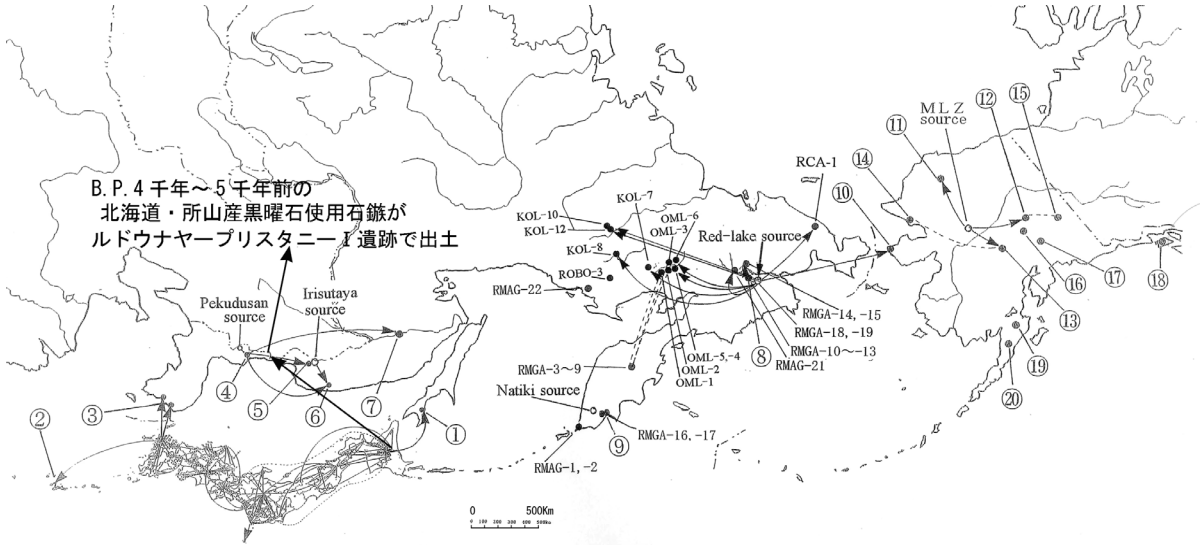 B.P.4千年～5千年前の
北海道・所山産黒曜石使用石鏃が
ルドウナヤープリスタニーⅠ遺跡で出土
Pekudusan
source
Irisutaya
source
①
②
③
④
⑤
⑥
⑦
KOL-10
KOL-12
KOL-8
ROBO-3
RMAG-22
KOL-7
OML-6
OML-3
Red-lake source
RCA-1
RMGA-14, -15
RMGA-18, -19
RMGA-10～-13
RMAG-21
⑧
OML-5,-4
OML-2
OML-1
RMGA-3～9
Natiki source
⑨
RMGA-16, -17
RMAG-1, -2
⑩
⑪
MLZ
source
⑫
⑮
⑭
⑬
⑯
⑰
⑱
⑲
⑳
0 500Km
0 100 200 300 400 500km